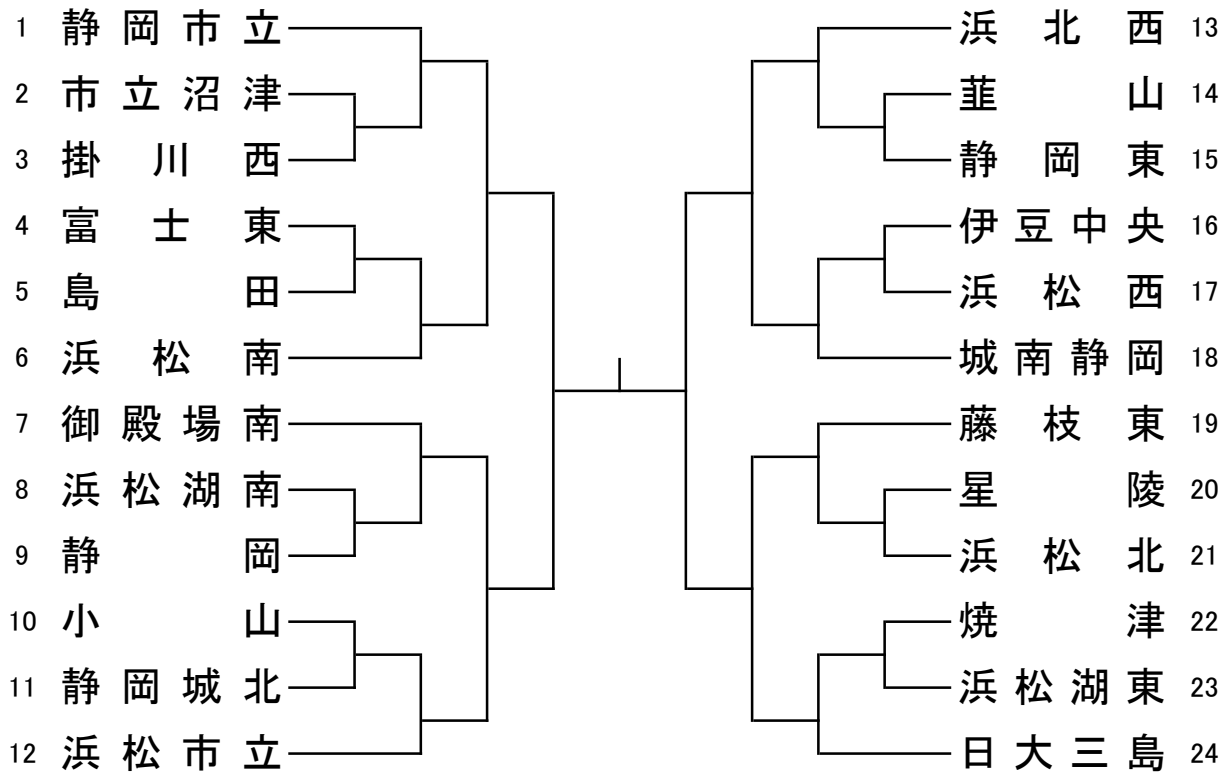 1 静岡市立
2 市立沼津
3 掛川西
4 富士東
5 島田
6 浜松南
7 御殿場南
8 浜松湖南
9 静岡
10 小山
11 静岡城北
12 浜松市立
浜北西 13
韮山 14
静岡東 15
伊豆中央 16
浜松西 17
城南静岡 18
藤枝東 19
星陵 20
浜松北 21
焼津 22
浜松湖東 23
日大三島 24